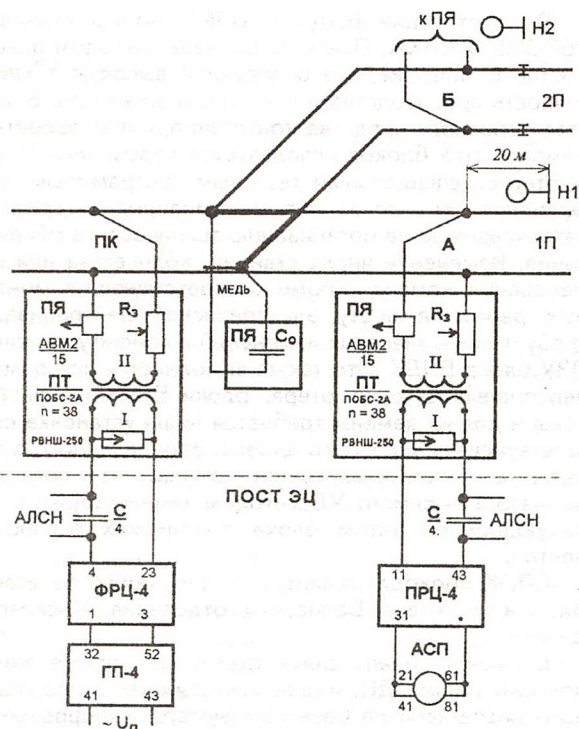 к ПЯ
Н2
Б
2П
20 м
Н1
ПК
А
1П
МЕДЬ
ПЯ
Rз
АВМ2
15
II
ПТ
ПОБС-2А
n = 38
I
РВНШ-250
ПЯ C₀
ПЯ
Rз
АВМ2
15
II
ПТ
ПОБС-2А
n = 38
I
РВНШ-250
ПОСТ ЭЦ
С
4
АЛСН
С
4
АЛСН
4 23
ФРЦ-4
1 3
11 43
ПРЦ-4
31 *
32 52
ГП-4
41 43
АСП
21 61
41 81
~ Uп